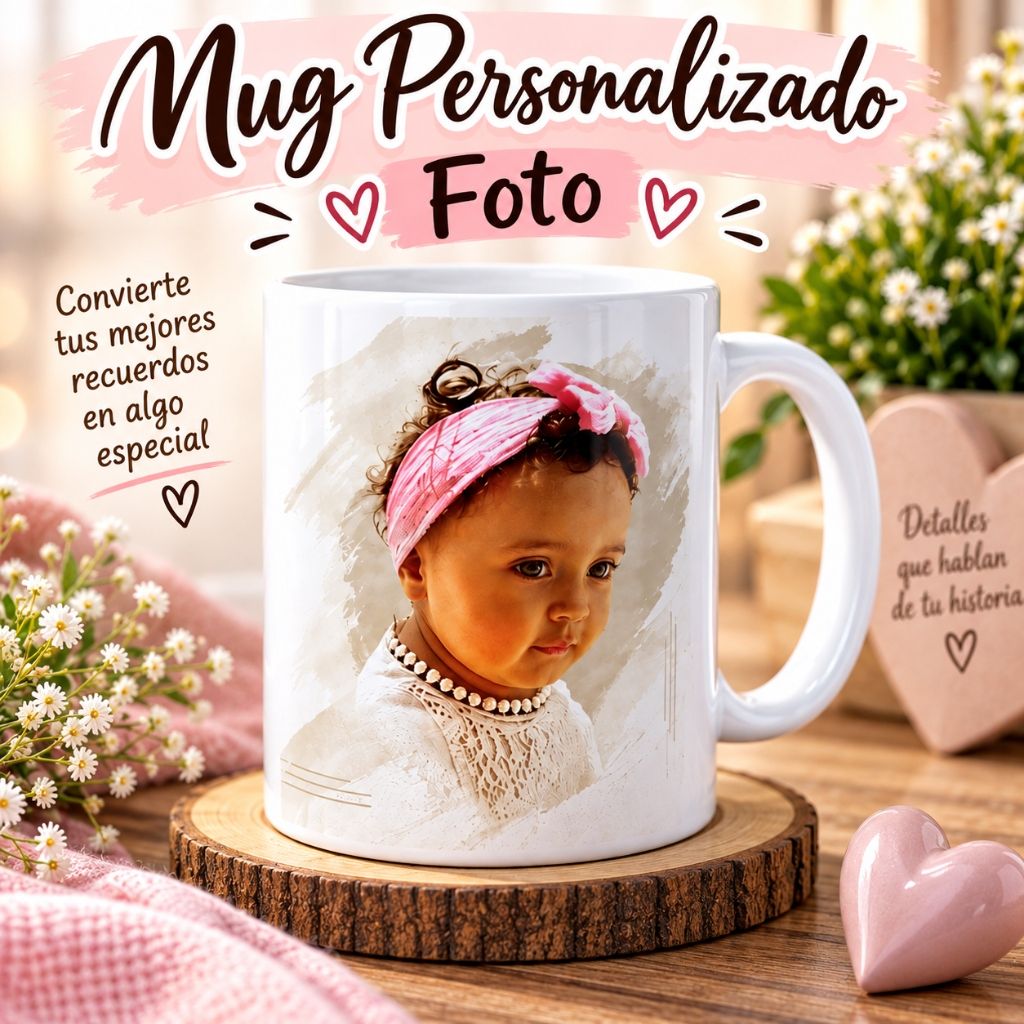 Mug Personalizado
Foto
Convierte
tus mejores
recuerdos
en algo
especial
Detalles
que hablan
de tu historia